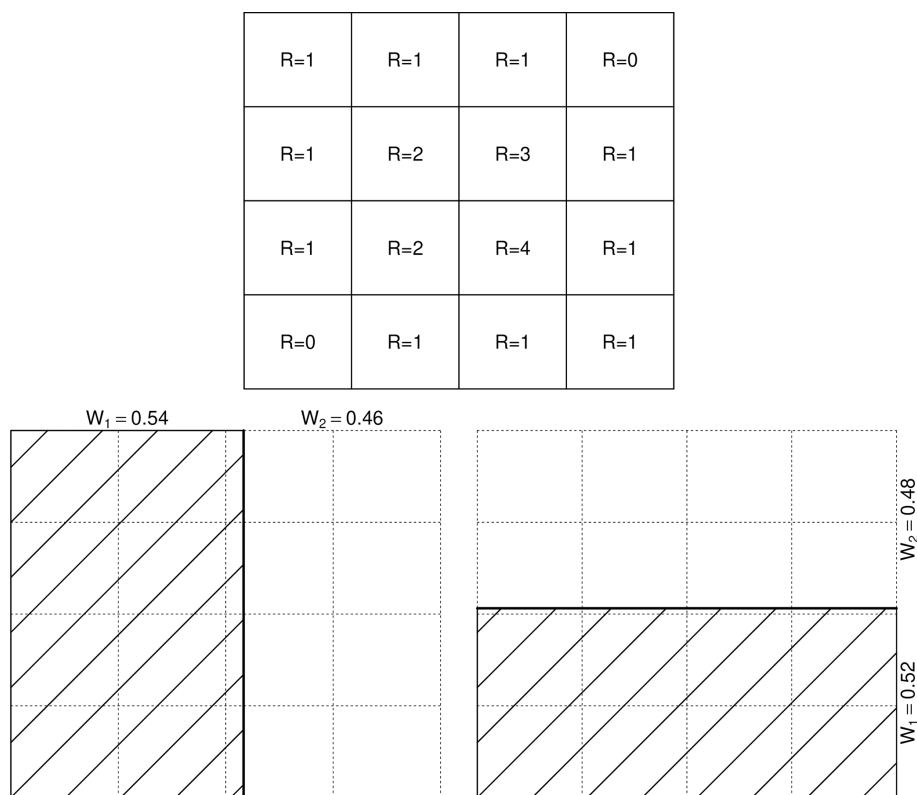 R=1 R=1 R=1 R=0
R=1 R=2 R=3 R=1
R=1 R=2 R=4 R=1
R=0 R=1 R=1 R=1
W₁ = 0.54 W₂ = 0.46
W₂ = 0.48
W₁ = 0.52